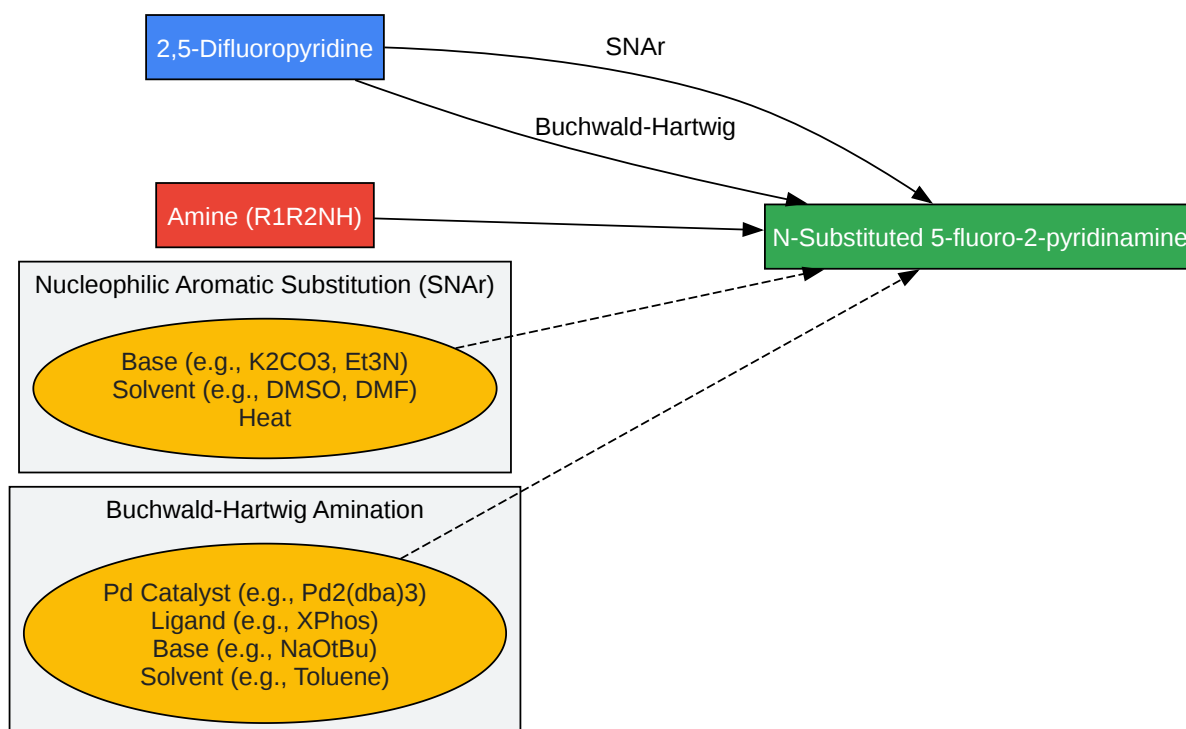 2,5-Difluoropyridine
SNAr
Buchwald-Hartwig
Amine (R1R2NH)
N-Substituted 5-fluoro-2-pyridinamine
Nucleophilic Aromatic Substitution (SNAr)
Base (e.g., K2CO3, Et3N)
Solvent (e.g., DMSO, DMF)
Heat
Buchwald-Hartwig Amination
Pd Catalyst (e.g., Pd2(dba)3)
Ligand (e.g., XPhos)
Base (e.g., NaOtBu)
Solvent (e.g., Toluene)